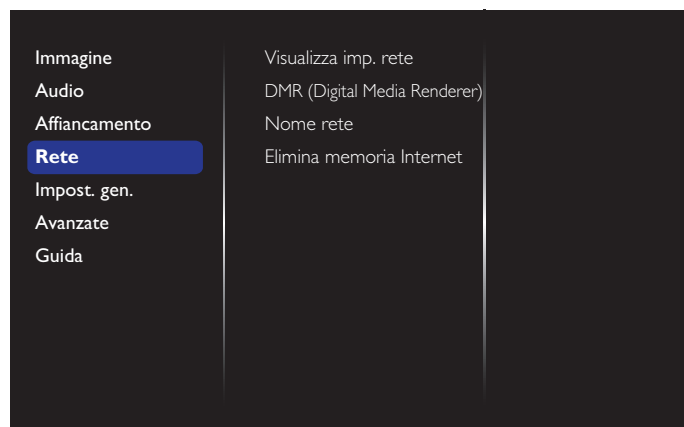 Immagine
Audio
Affiancamento
Rete
Impost. gen.
Avanzate
Guida
Visualizza imp. rete
DMR (Digital Media Renderer)
Nome rete
Elimina memoria Internet